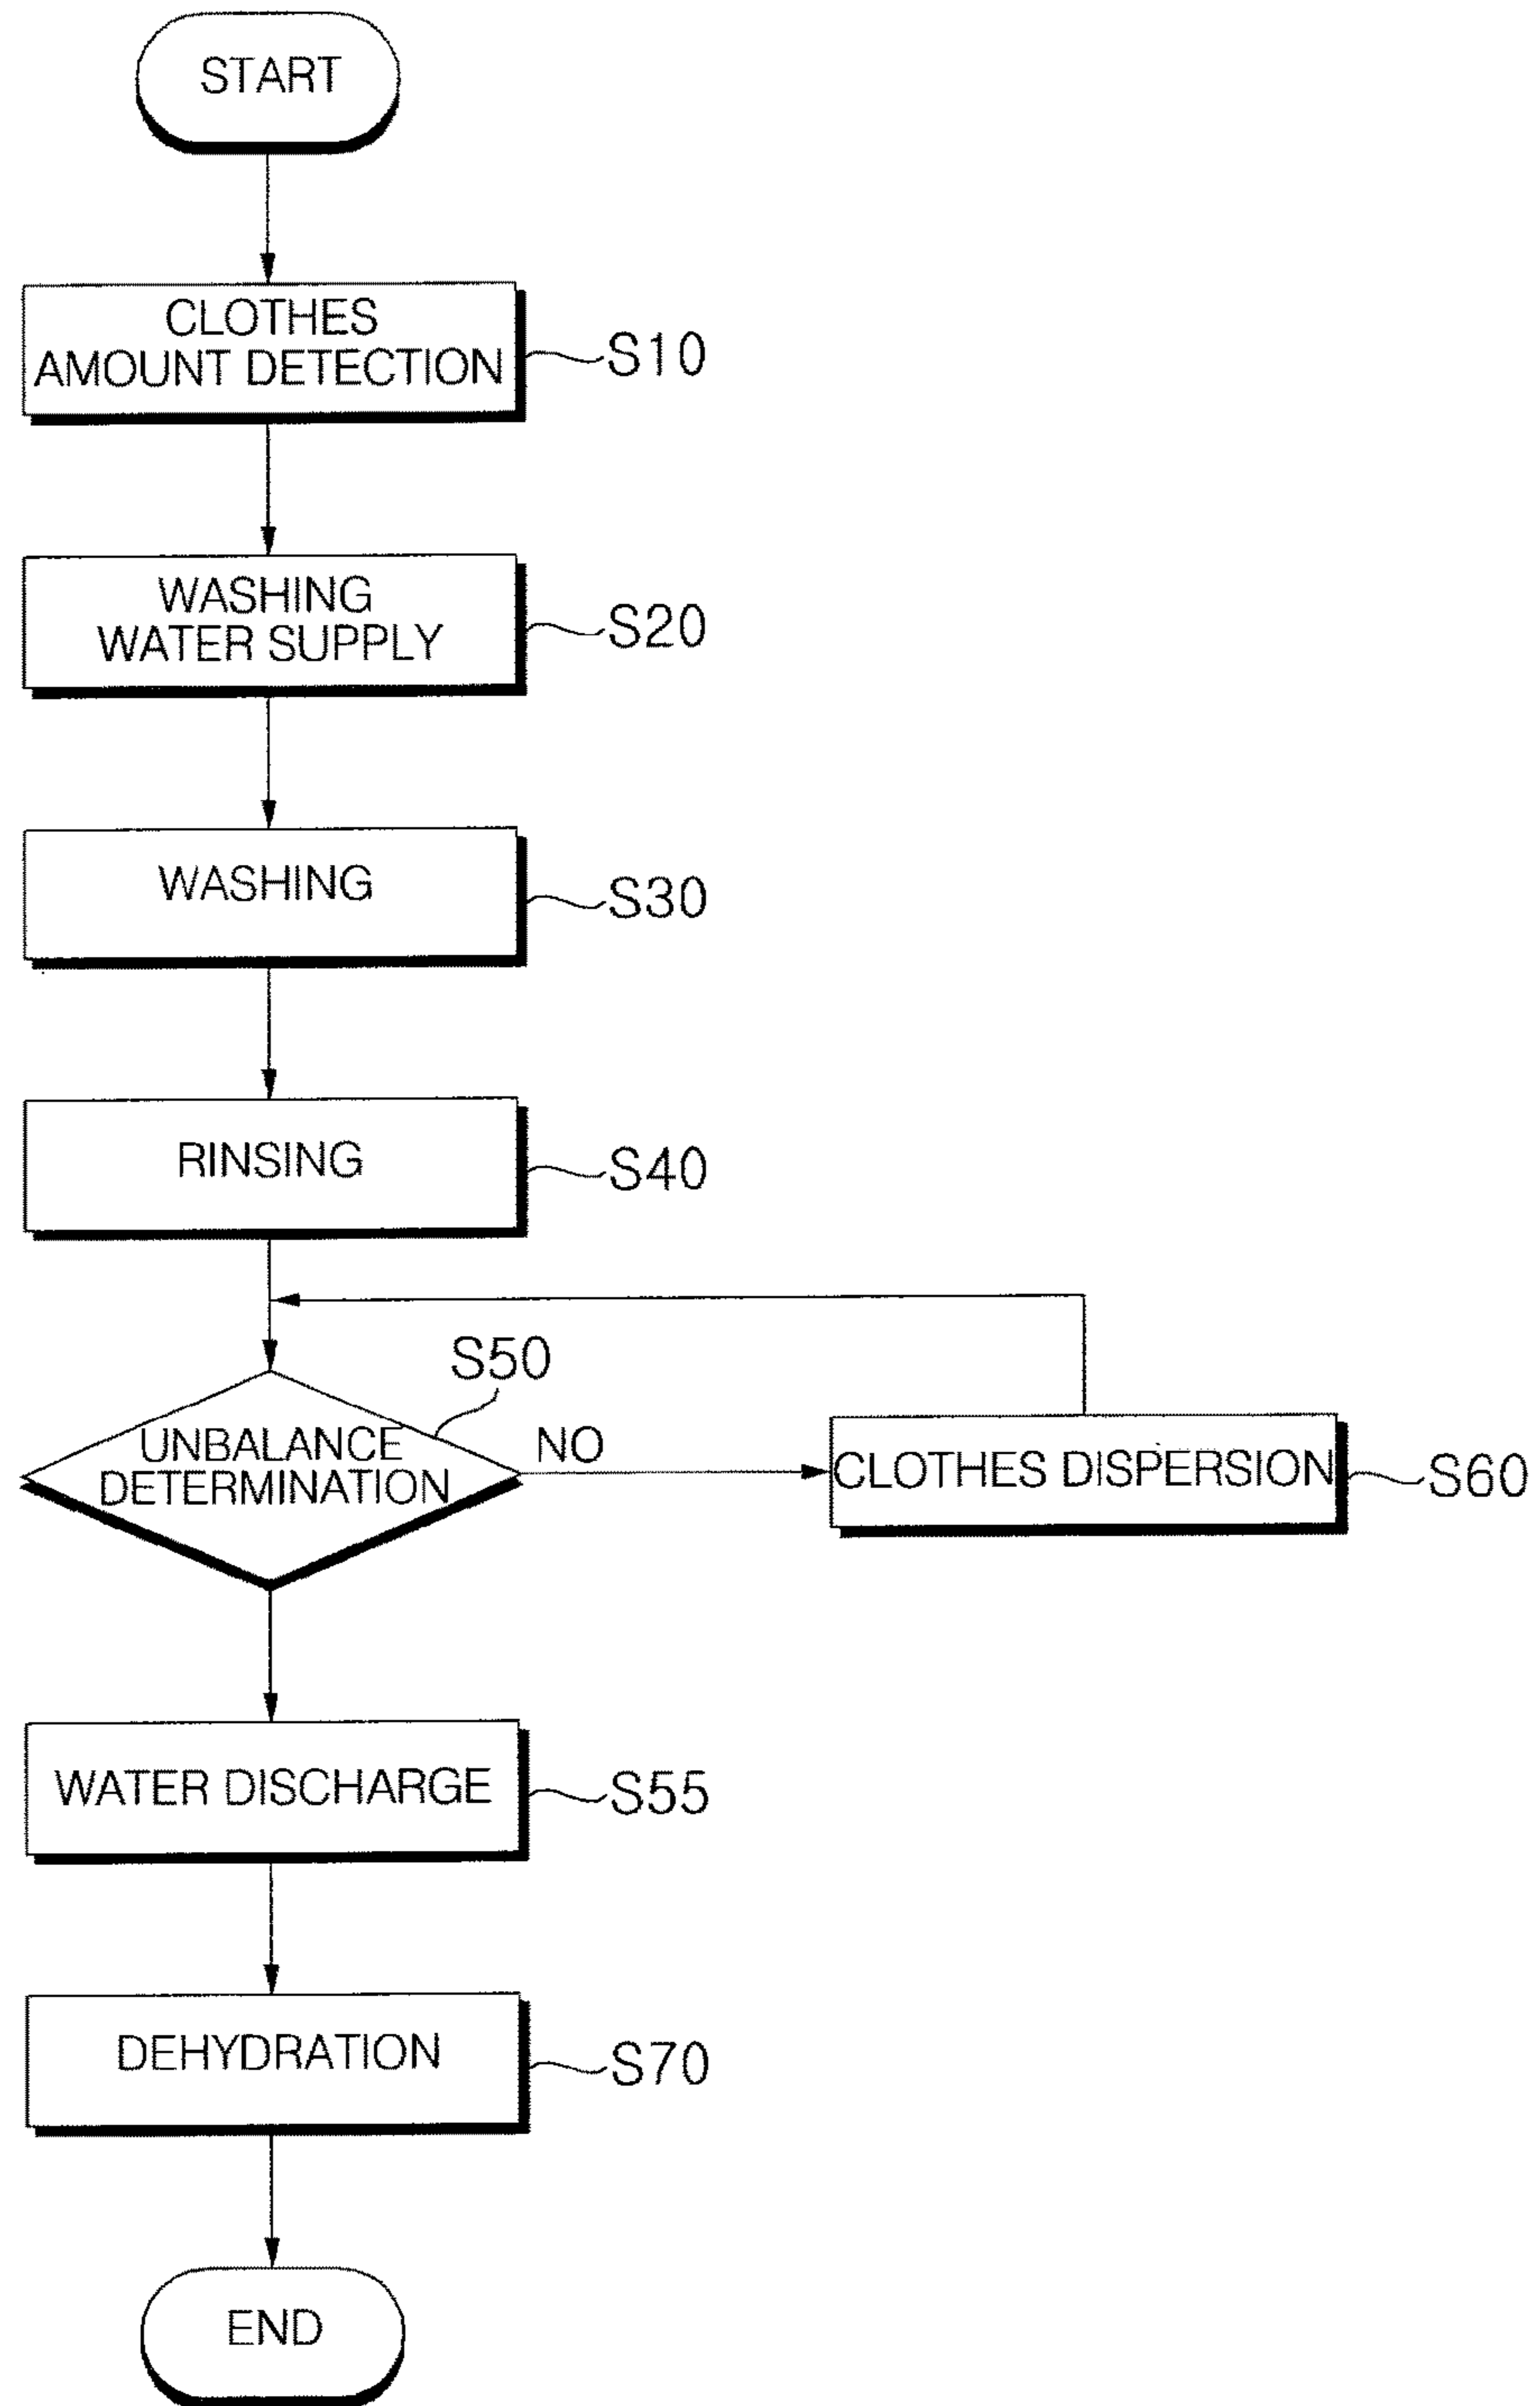 START
CLOTHES
AMOUNT DETECTION
S10
WASHING
WATER SUPPLY
S20
WASHING
S30
RINSING
S40
S50
UNBALANCE
DETERMINATION
NO
CLOTHES DISPERSION
S60
WATER DISCHARGE
S55
DEHYDRATION
S70
END